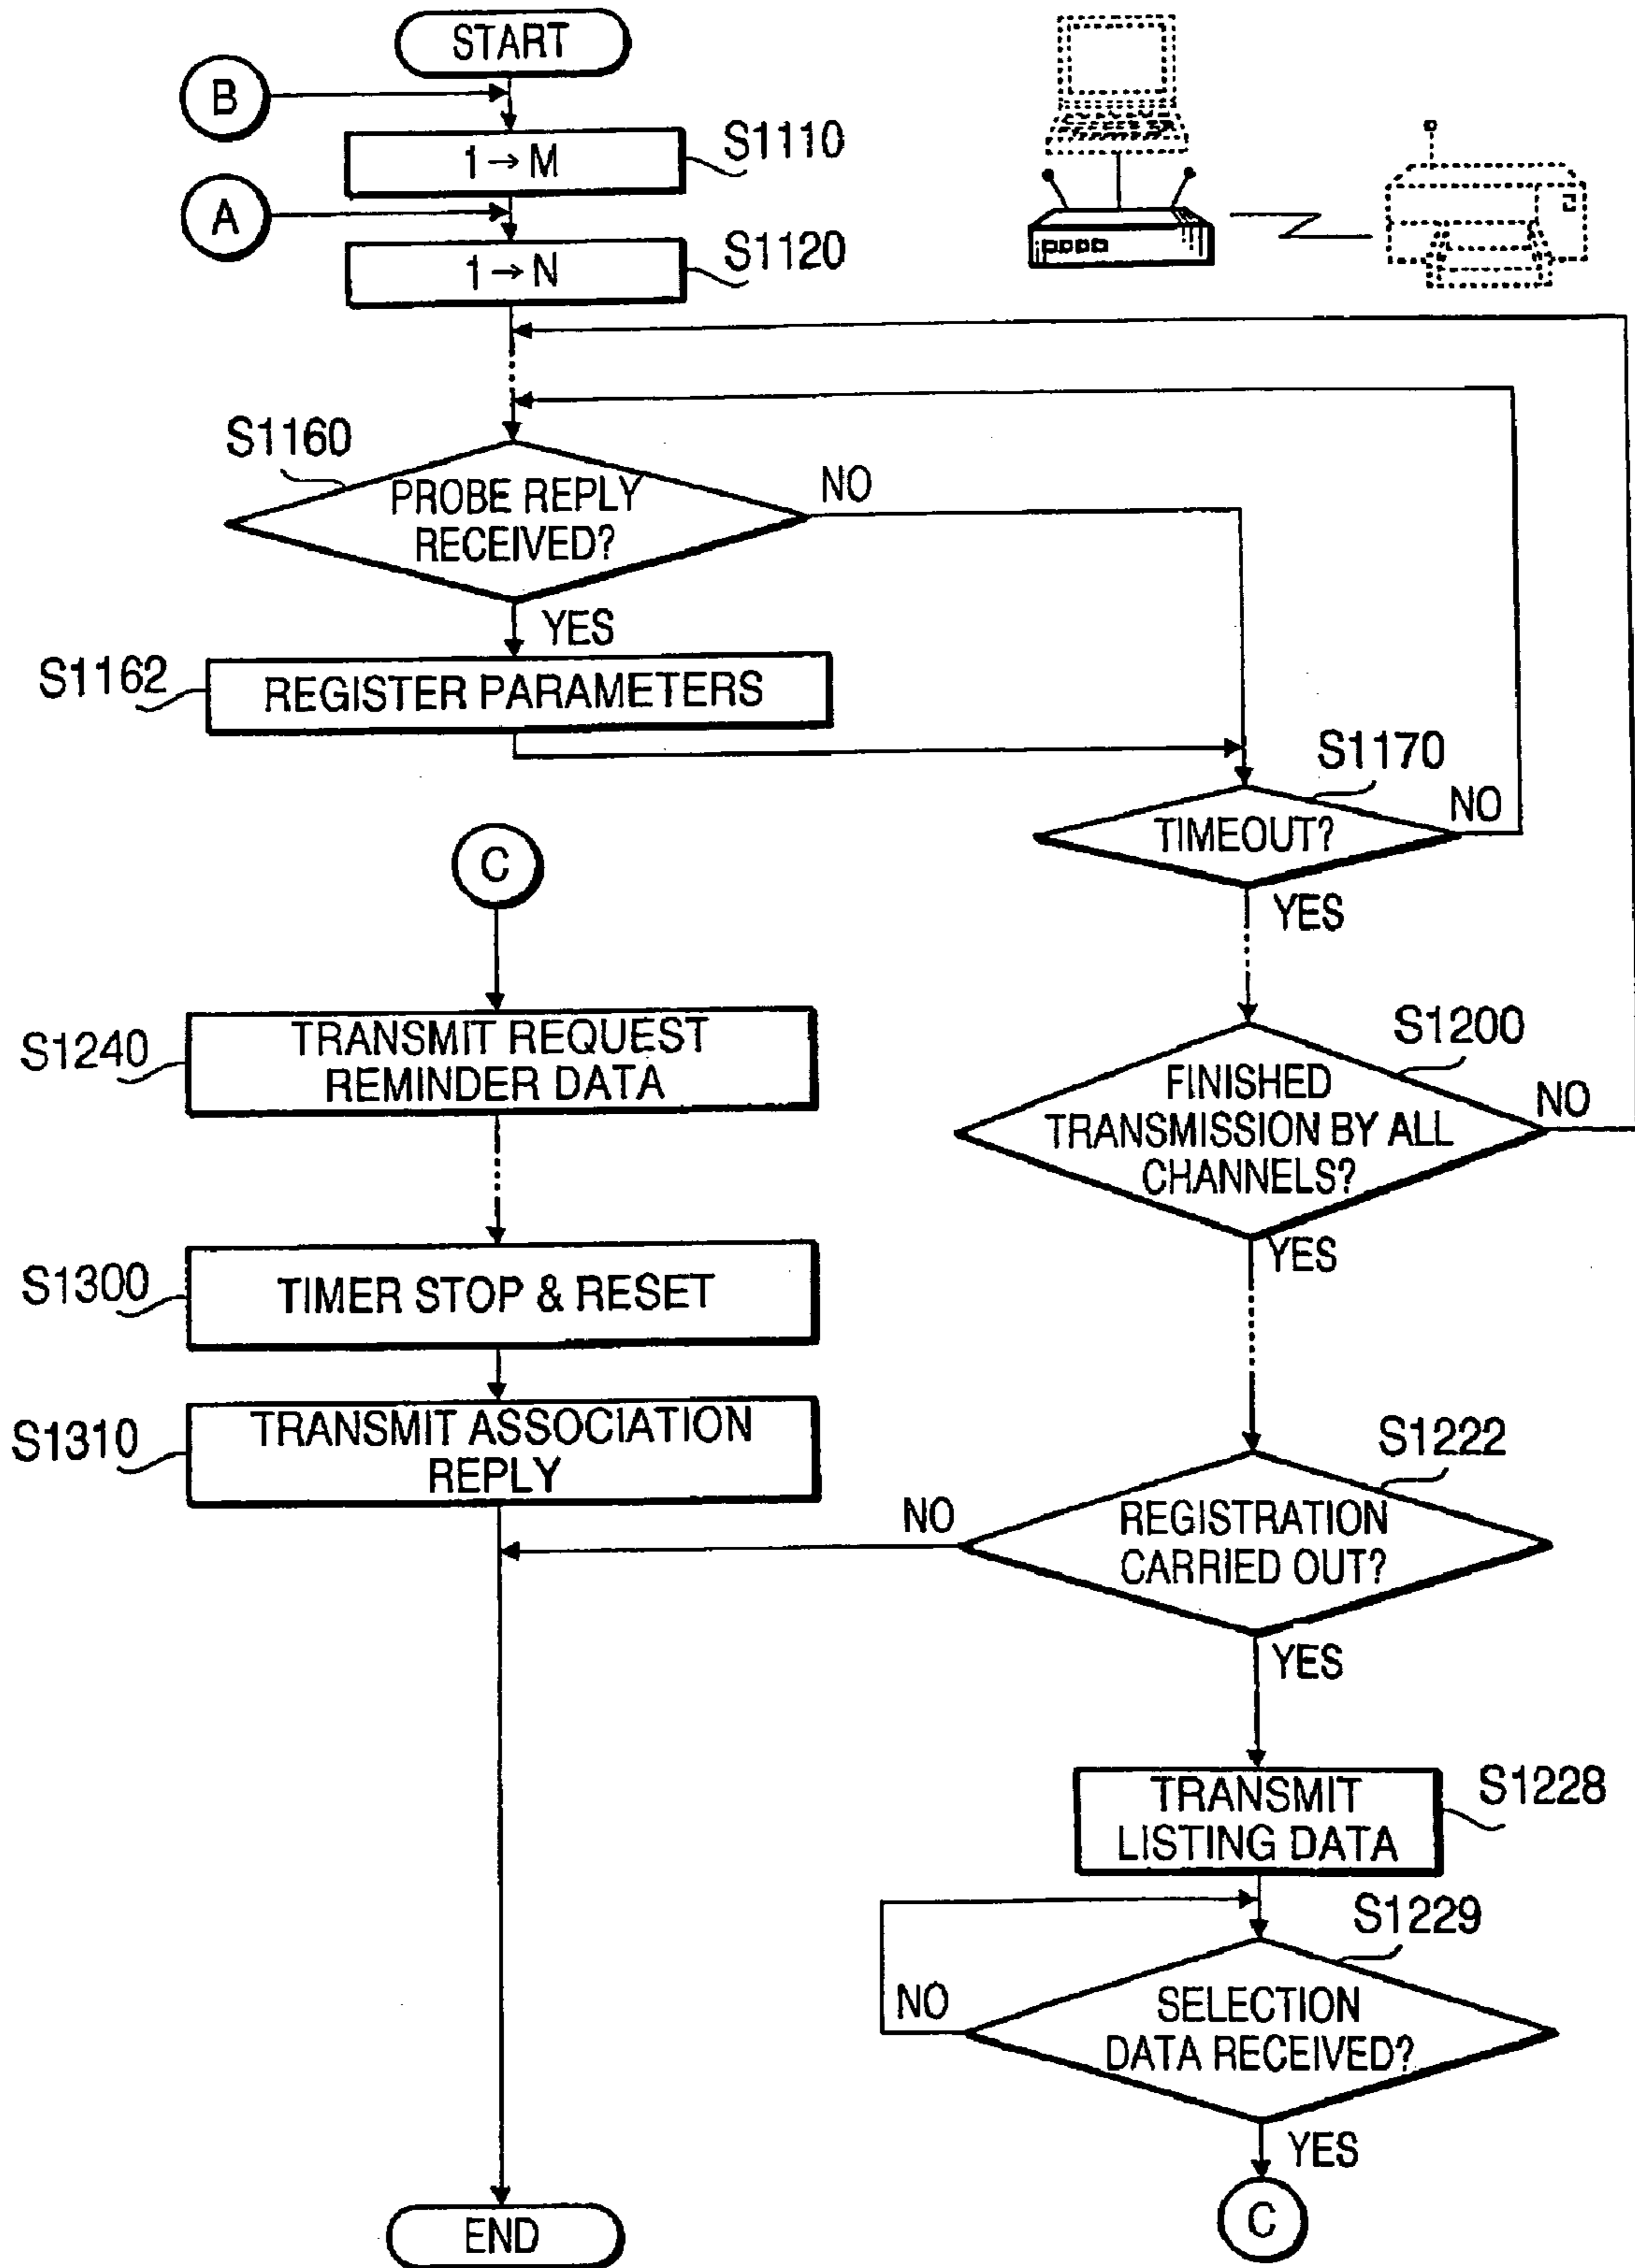 START
B
1→M
S1110
A
1→N
S1120
S1160
PROBE REPLY
RECEIVED?
NO
YES
S1162
REGISTER PARAMETERS
S1170
TIMEOUT?
NO
YES
C
S1240
TRANSMIT REQUEST
REMINDER DATA
S1200
FINISHED
TRANSMISSION BY ALL
CHANNELS?
NO
YES
S1300
TIMER STOP & RESET
S1310
TRANSMIT ASSOCIATION
REPLY
S1222
REGISTRATION
CARRIED OUT?
NO
YES
TRANSMIT
LISTING DATA
S1228
S1229
SELECTION
DATA RECEIVED?
NO
YES
END
C